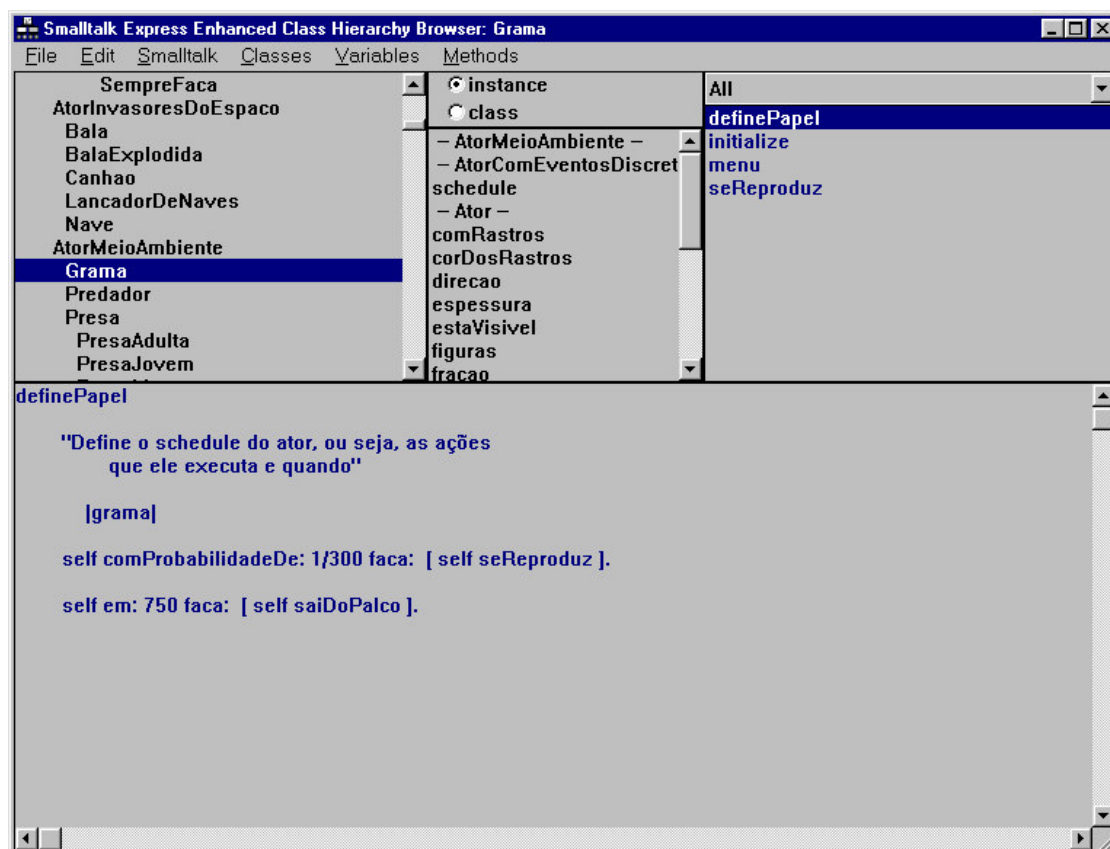 Smalltalk Express Enhanced Class Hierarchy Browser: Grama
File Edit Smalltalk Classes Variables Methods
SempreFaca
AtorInvasoresDoEspaco
Bala
BalaExplodida
Canhao
LancadorDeNaves
Nave
AtorMeioAmbiente
Grama
Predador
Presa
PresaAdulta
PresaJovem
instance
class
– AtorMeioAmbiente –
– AtorComEventosDiscret
schedule
– Ator –
comRastros
corDosRastros
direcao
espessura
estaVisivel
figuras
fracao
All
definePapel
initialize
menu
seReproduz
definePapel
"Define o schedule do ator, ou seja, as ações
que ele executa e quando"
|grama|
self comProbabilidadeDe: 1/300 faca: [ self seReproduz ].
self em: 750 faca: [ self saiDoPalco ].